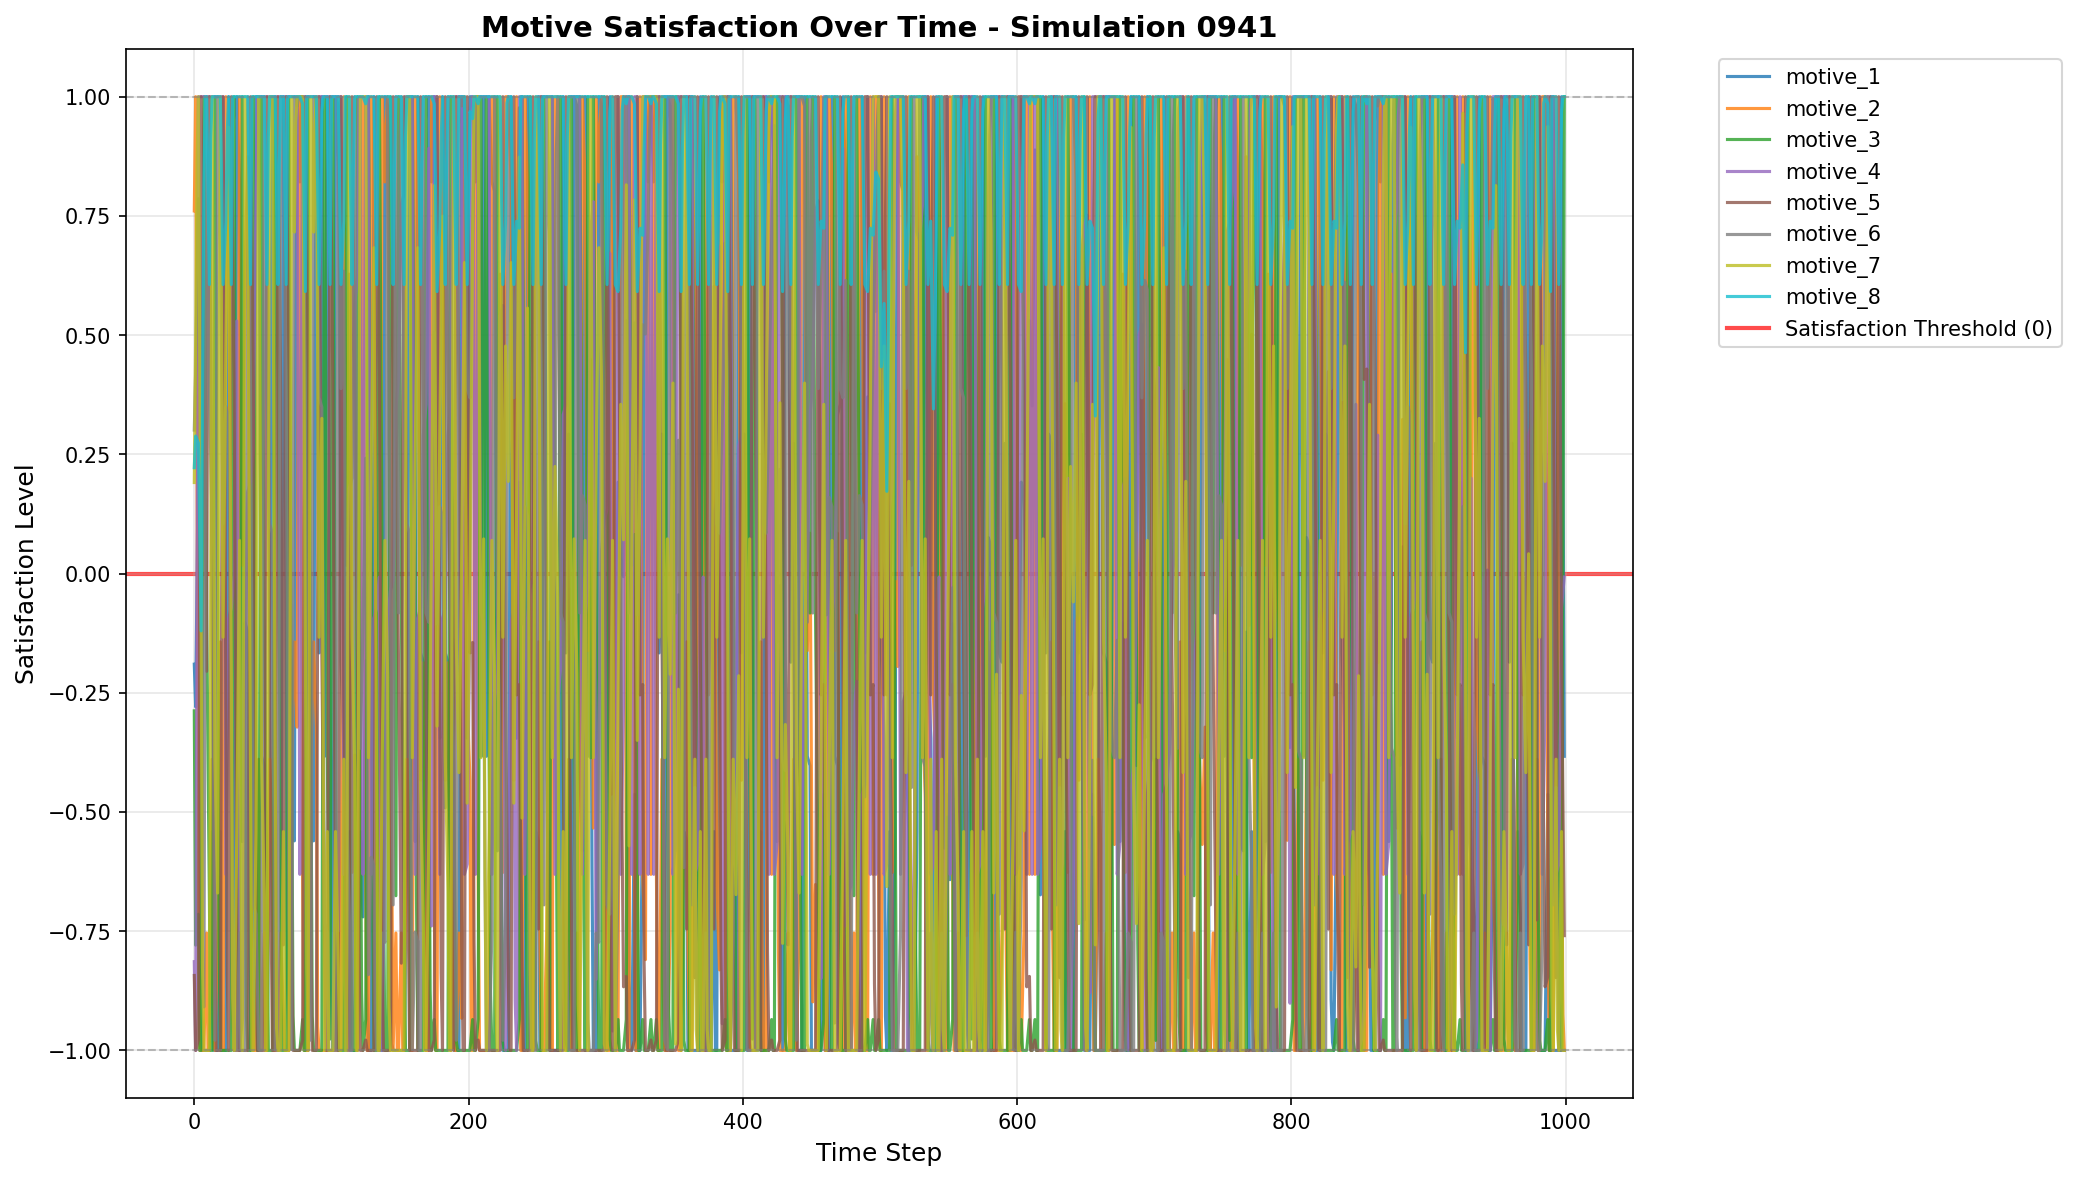 Motive Satisfaction Over Time - Simulation 0941
Satisfaction Level
1.00
0.75
0.50
0.25
0.00
−0.25
−0.50
−0.75
−1.00
0
200
400
600
800
1000
Time Step
motive_1
motive_2
motive_3
motive_4
motive_5
motive_6
motive_7
motive_8
Satisfaction Threshold (0)